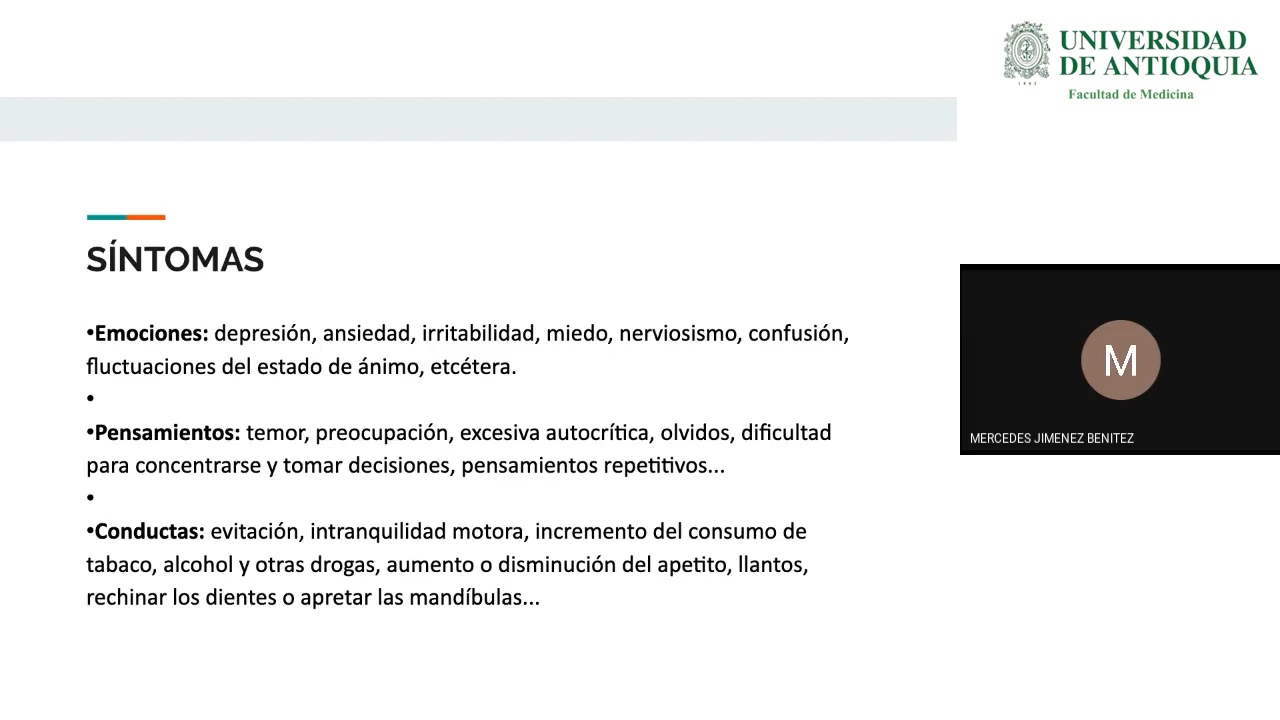 UNIVERSIDAD
DE ANTIOQUIA
1803
Facultad de Medicina
SÍNTOMAS
•Emociones: depresión, ansiedad, irritabilidad, miedo, nerviosismo, confusión,
fluctuaciones del estado de ánimo, etcétera.
•
•Pensamientos: temor, preocupación, excesiva autocrítica, olvidos, dificultad
para concentrarse y tomar decisiones, pensamientos repetitivos...
•
•Conductas: evitación, intranquilidad motora, incremento del consumo de
tabaco, alcohol y otras drogas, aumento o disminución del apetito, llantos,
rechinar los dientes o apretar las mandíbulas...
M
MERCEDES JIMENEZ BENITEZ